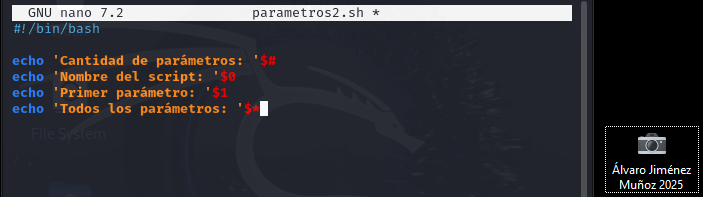 GNU nano 7.2 parametros2.sh *
#!/bin/bash
echo 'Cantidad de parámetros: '$#
echo 'Nombre del script: '$0
echo 'Primer parámetro: '$1
echo 'Todos los parámetros: '$*
File System
Álvaro Jiménez
Muñoz 2025